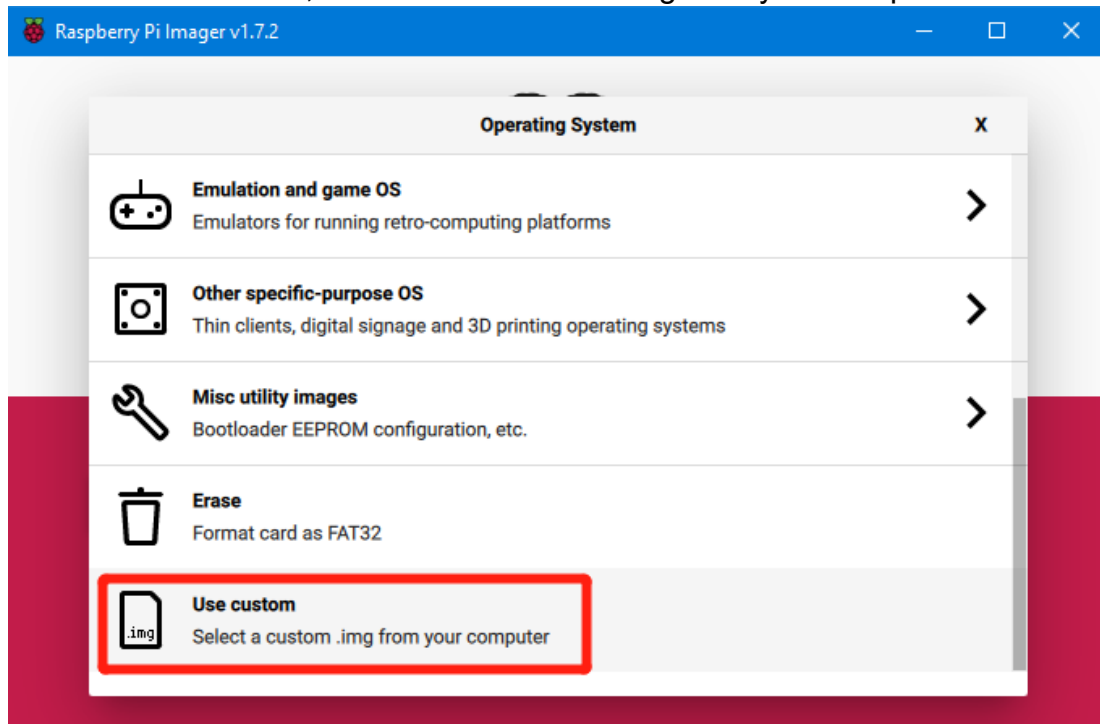 Raspberry Pi Imager v1.7.2
Operating System X
Emulation and game OS
Emulators for running retro-computing platforms
Other specific-purpose OS
Thin clients, digital signage and 3D printing operating systems
Misc utility images
Bootloader EEPROM configuration, etc.
Erase
Format card as FAT32
Use custom
.img
Select a custom .img from your computer